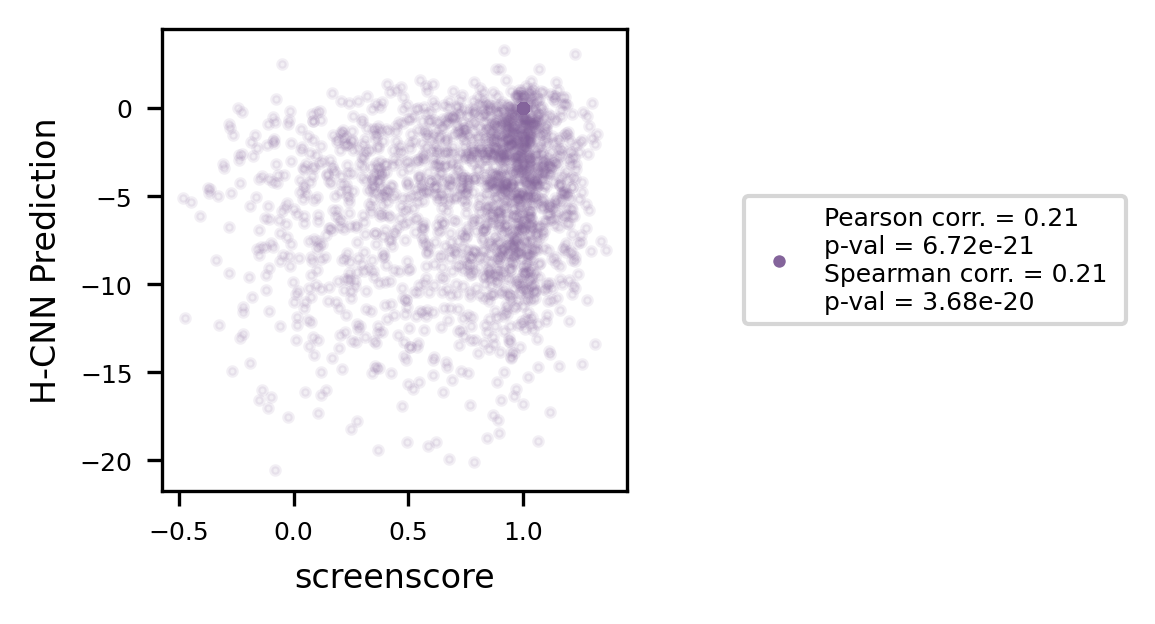 H-CNN Prediction
0
−5
−10
−15
−20
−0.5
0.0
0.5
1.0
screenscore
Pearson corr. = 0.21
p-val = 6.72e-21
Spearman corr. = 0.21
p-val = 3.68e-20